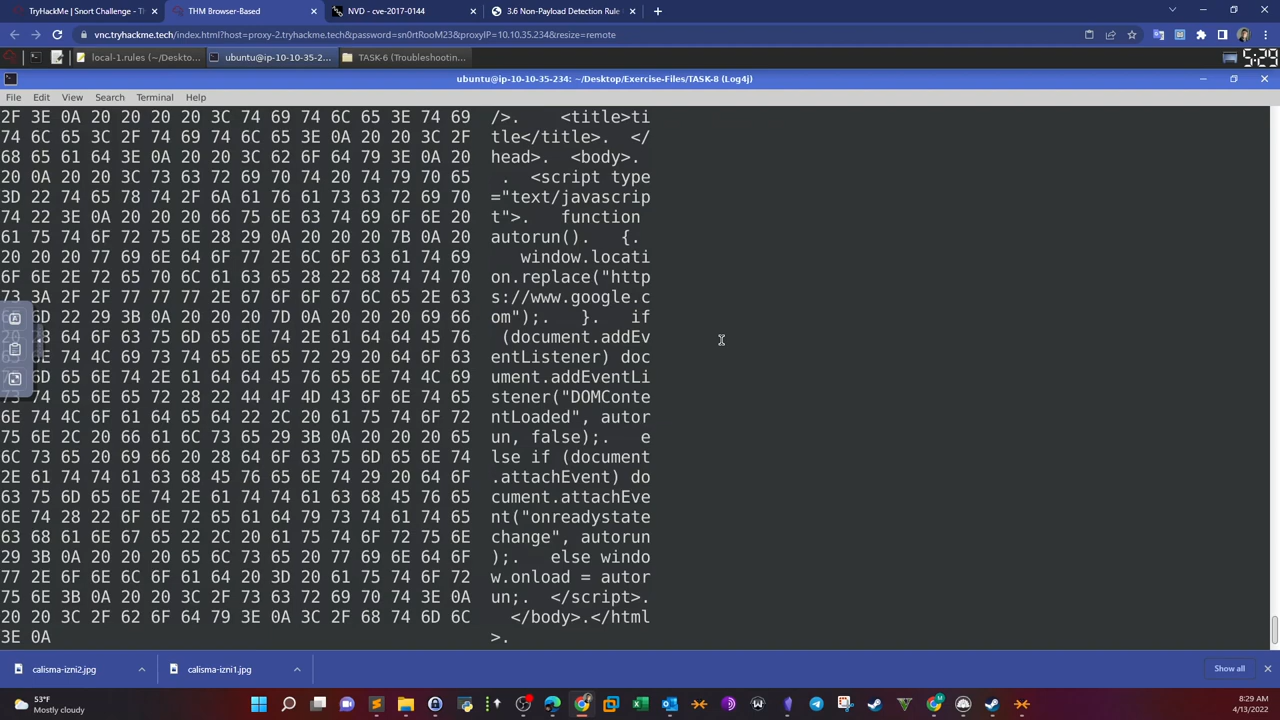 TryHackMe | Snort Challenge - Th
THM Browser-Based
NVD - cve-2017-0144
3.6 Non-Payload Detection Rule O
vnc.tryhackme.tech/index.html?host=proxy-2.tryhackme.tech&password=sn0rtRooM23&proxyIP=10.10.35.234&resize=remote
local-1.rules (~/Deskto...
ubuntu@ip-10-10-35-2...
TASK-6 (Troubleshootin...
5:29
ubuntu@ip-10-10-35-234: ~/Desktop/Exercise-Files/TASK-8 (Log4j)
File Edit View Search Terminal Help
2F 3E 0A 20 20 20 20 3C 74 69 74 6C 65 3E 74 69 />.    <title>ti
74 6C 65 3C 2F 74 69 74 6C 65 3E 0A 20 20 3C 2F tle</title>.  </
68 65 61 64 3E 0A 20 20 3C 62 6F 64 79 3E 0A 20 head>.  <body>.
20 0A 20 20 3C 73 63 72 69 70 74 20 74 79 70 65 .  <script type
3D 22 74 65 78 74 2F 6A 61 76 61 73 63 72 69 70 ="text/javascrip
74 22 3E 0A 20 20 20 66 75 6E 63 74 69 6F 6E 20 t">.   function
61 75 74 6F 72 75 6E 28 29 0A 20 20 20 7B 0A 20 autorun().   {.
20 20 20 77 69 6E 64 6F 77 2E 6C 6F 63 61 74 69 window.locati
6F 6E 2E 72 65 70 6C 61 63 65 28 22 68 74 74 70 on.replace("http
73 3A 2F 2F 77 77 77 2E 67 6F 6F 67 6C 65 2E 63 s://www.google.c
6D 22 29 3B 0A 20 20 20 7D 0A 20 20 20 69 66 om");.   }.   if
64 6F 63 75 6D 65 6E 74 2E 61 64 64 45 76 (document.addEv
74 4C 69 73 74 65 6E 65 72 29 20 64 6F 63 entListener) doc
6D 65 6E 74 2E 61 64 64 45 76 65 6E 74 4C 69 ument.addEventLi
73 74 65 6E 65 72 28 22 44 4F 4D 43 6F 6E 74 65 stener("DOMConte
6E 74 4C 6F 61 64 65 64 22 2C 20 61 75 74 6F 72 ntLoaded", autor
75 6E 2C 20 66 61 6C 73 65 29 3B 0A 20 20 20 65 un, false);.   e
6C 73 65 20 69 66 20 28 64 6F 63 75 6D 65 6E 74 lse if (document
2E 61 74 74 61 63 68 45 76 65 6E 74 29 20 64 6F .attachEvent) do
63 75 6D 65 6E 74 2E 61 74 74 61 63 68 45 76 65 cument.attachEve
6E 74 28 22 6F 6E 72 65 61 64 79 73 74 61 74 65 nt("onreadystate
63 68 61 6E 67 65 22 2C 20 61 75 74 6F 72 75 6E change", autorun
29 3B 0A 20 20 20 65 6C 73 65 20 77 69 6E 64 6F );.   else windo
77 2E 6F 6E 6C 6F 61 64 20 3D 20 61 75 74 6F 72 w.onload = autor
75 6E 3B 0A 20 20 3C 2F 73 63 72 69 70 74 3E 0A un;.  </script>.
20 20 3C 2F 62 6F 64 79 3E 0A 3C 2F 68 74 6D 6C </body>.</html
3E 0A >.
calisma-izni2.jpg
calisma-izni1.jpg
Show all
53°F
Mostly cloudy
8:29 AM
4/13/2022